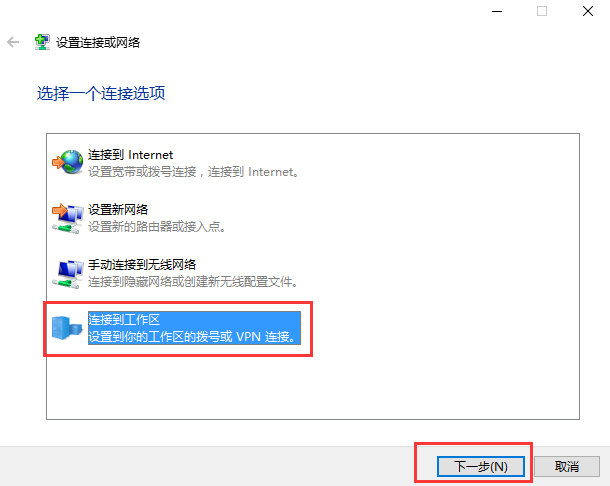 设置连接或网络
选择一个连接选项
连接到 Internet
设置宽带或拨号连接，连接到 Internet。
设置新网络
设置新的路由器或接入点。
手动连接到无线网络
连接到隐藏网络或创建新无线配置文件。
连接到工作区
设置到你的工作区的拨号或 VPN 连接。
下一步(N)
取消